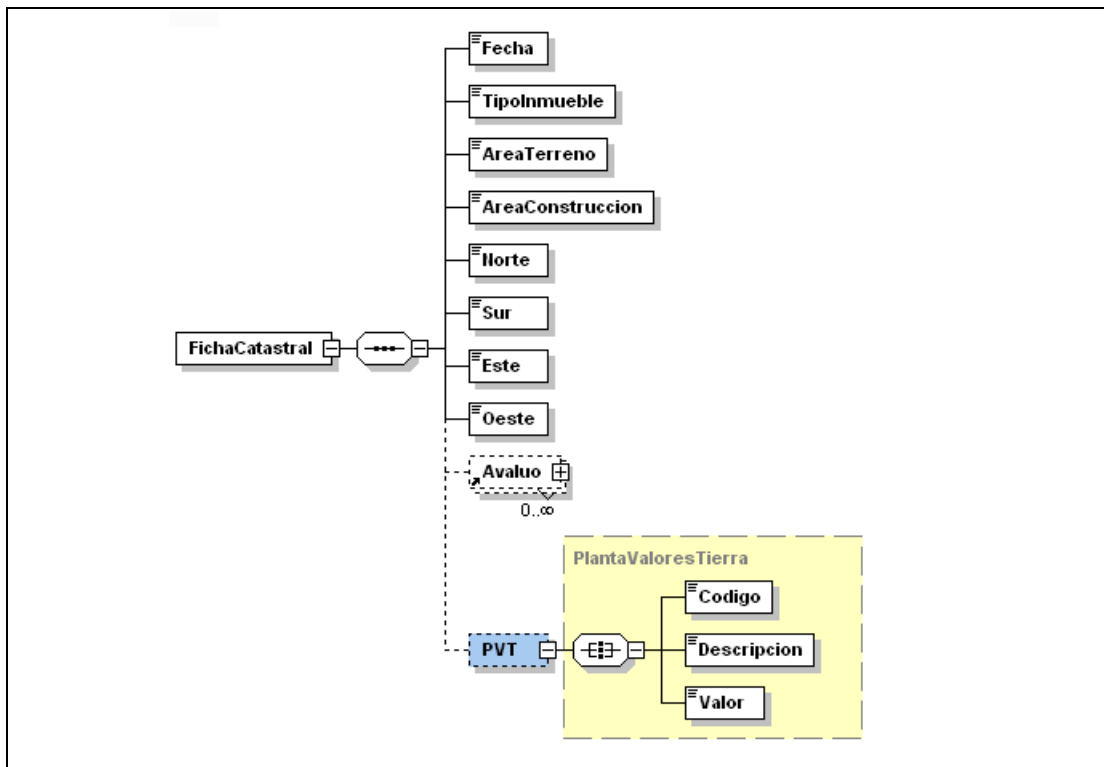 Fecha
TipoInmueble
AreaTerreno
AreaConstruccion
Norte
Sur
FichaCatastral
Este
Oeste
Avaluo
0..∞
PlantaValoresTierra
Codigo
PVT
Descripcion
Valor